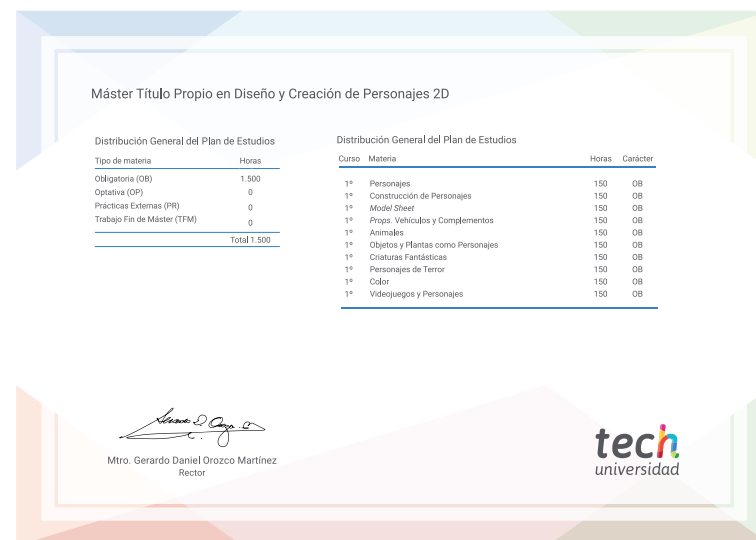 Máster Título Propio en Diseño y Creación de Personajes 2D
Distribución General del Plan de Estudios
Tipo de materia Horas
Obligatoria (OB) 1.500
Optativa (OP) 0
Prácticas Externas (PR) 0
Trabajo Fin de Máster (TFM) 0
Total 1.500
Distribución General del Plan de Estudios
Curso Materia Horas Carácter
1º Personajes 150 OB
1º Construcción de Personajes 150 OB
1º Model Sheet 150 OB
1º Props. Vehículos y Complementos 150 OB
1º Animales 150 OB
1º Objetos y Plantas como Personajes 150 OB
1º Criaturas Fantásticas 150 OB
1º Personajes de Terror 150 OB
1º Color 150 OB
1º Videojuegos y Personajes 150 OB
Mtro. Gerardo Daniel Orozco Martínez
Rector
tech
universidad